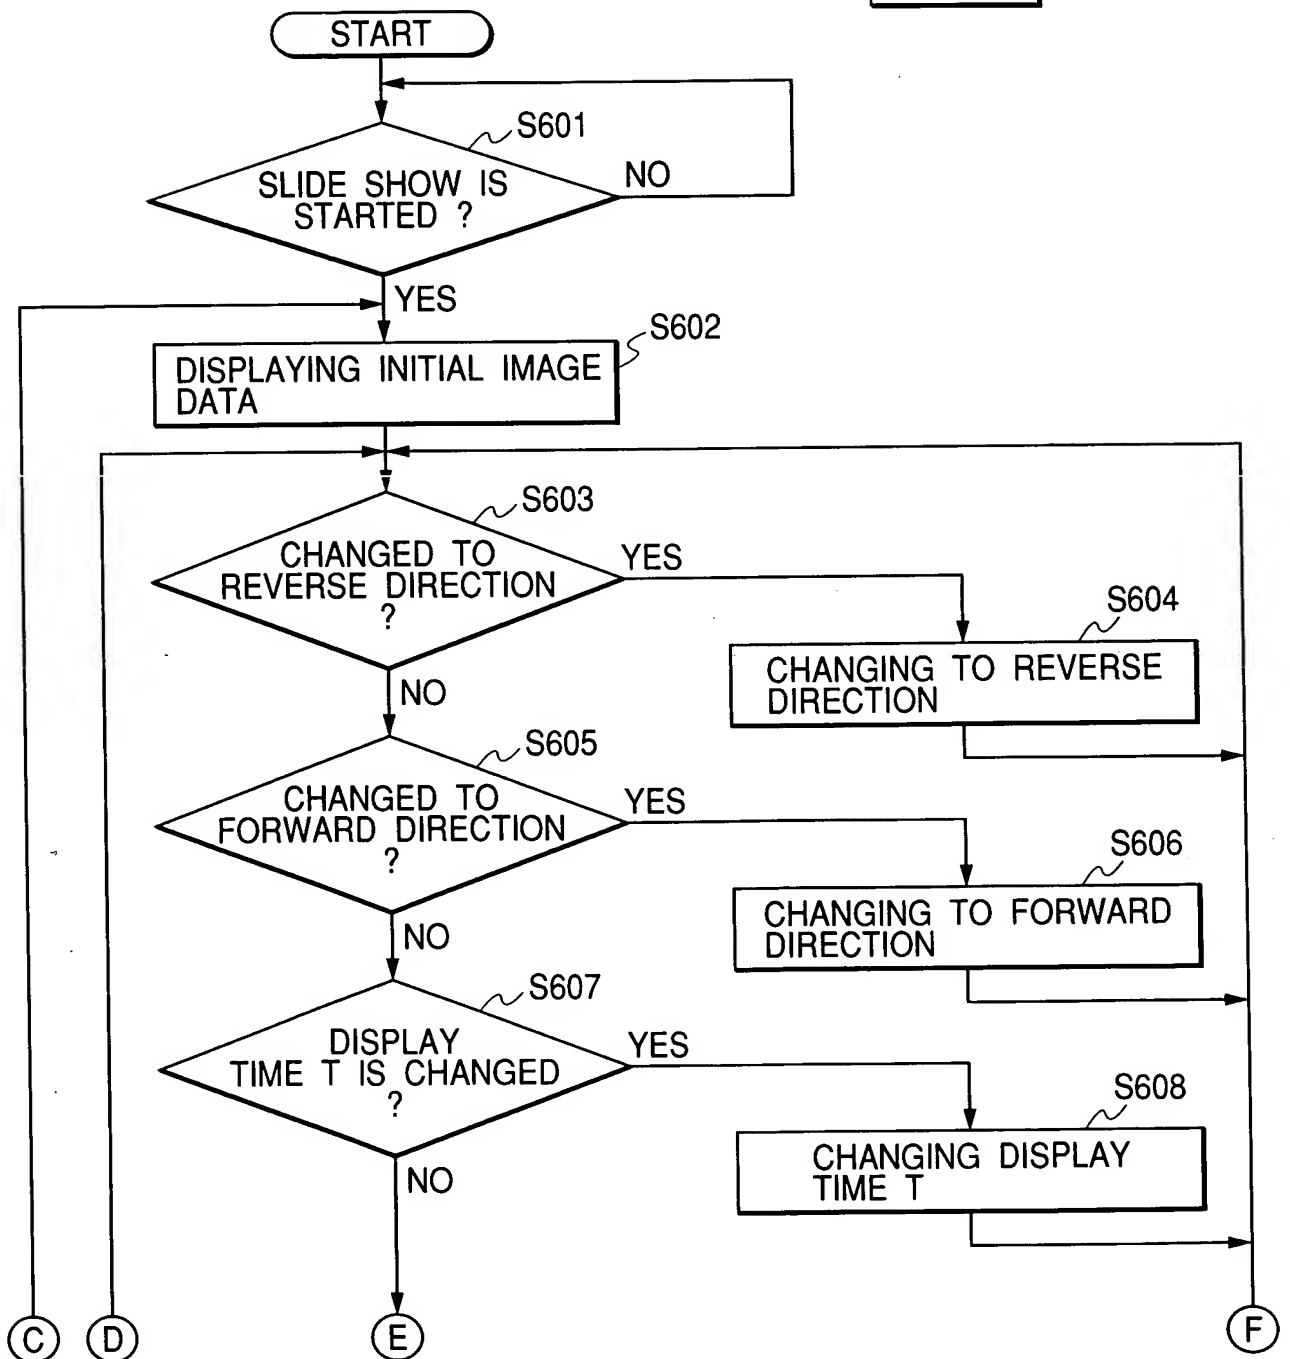 START
S601
SLIDE SHOW IS
STARTED ?
NO
YES
S602
DISPLAYING INITIAL IMAGE
DATA
S603
CHANGED TO
REVERSE DIRECTION
?
YES
S604
CHANGING TO REVERSE
DIRECTION
NO
S605
CHANGED TO
FORWARD DIRECTION
?
YES
S606
CHANGING TO FORWARD
DIRECTION
NO
S607
DISPLAY
TIME T IS CHANGED
?
YES
S608
CHANGING DISPLAY
TIME T
NO
C
D
E
F